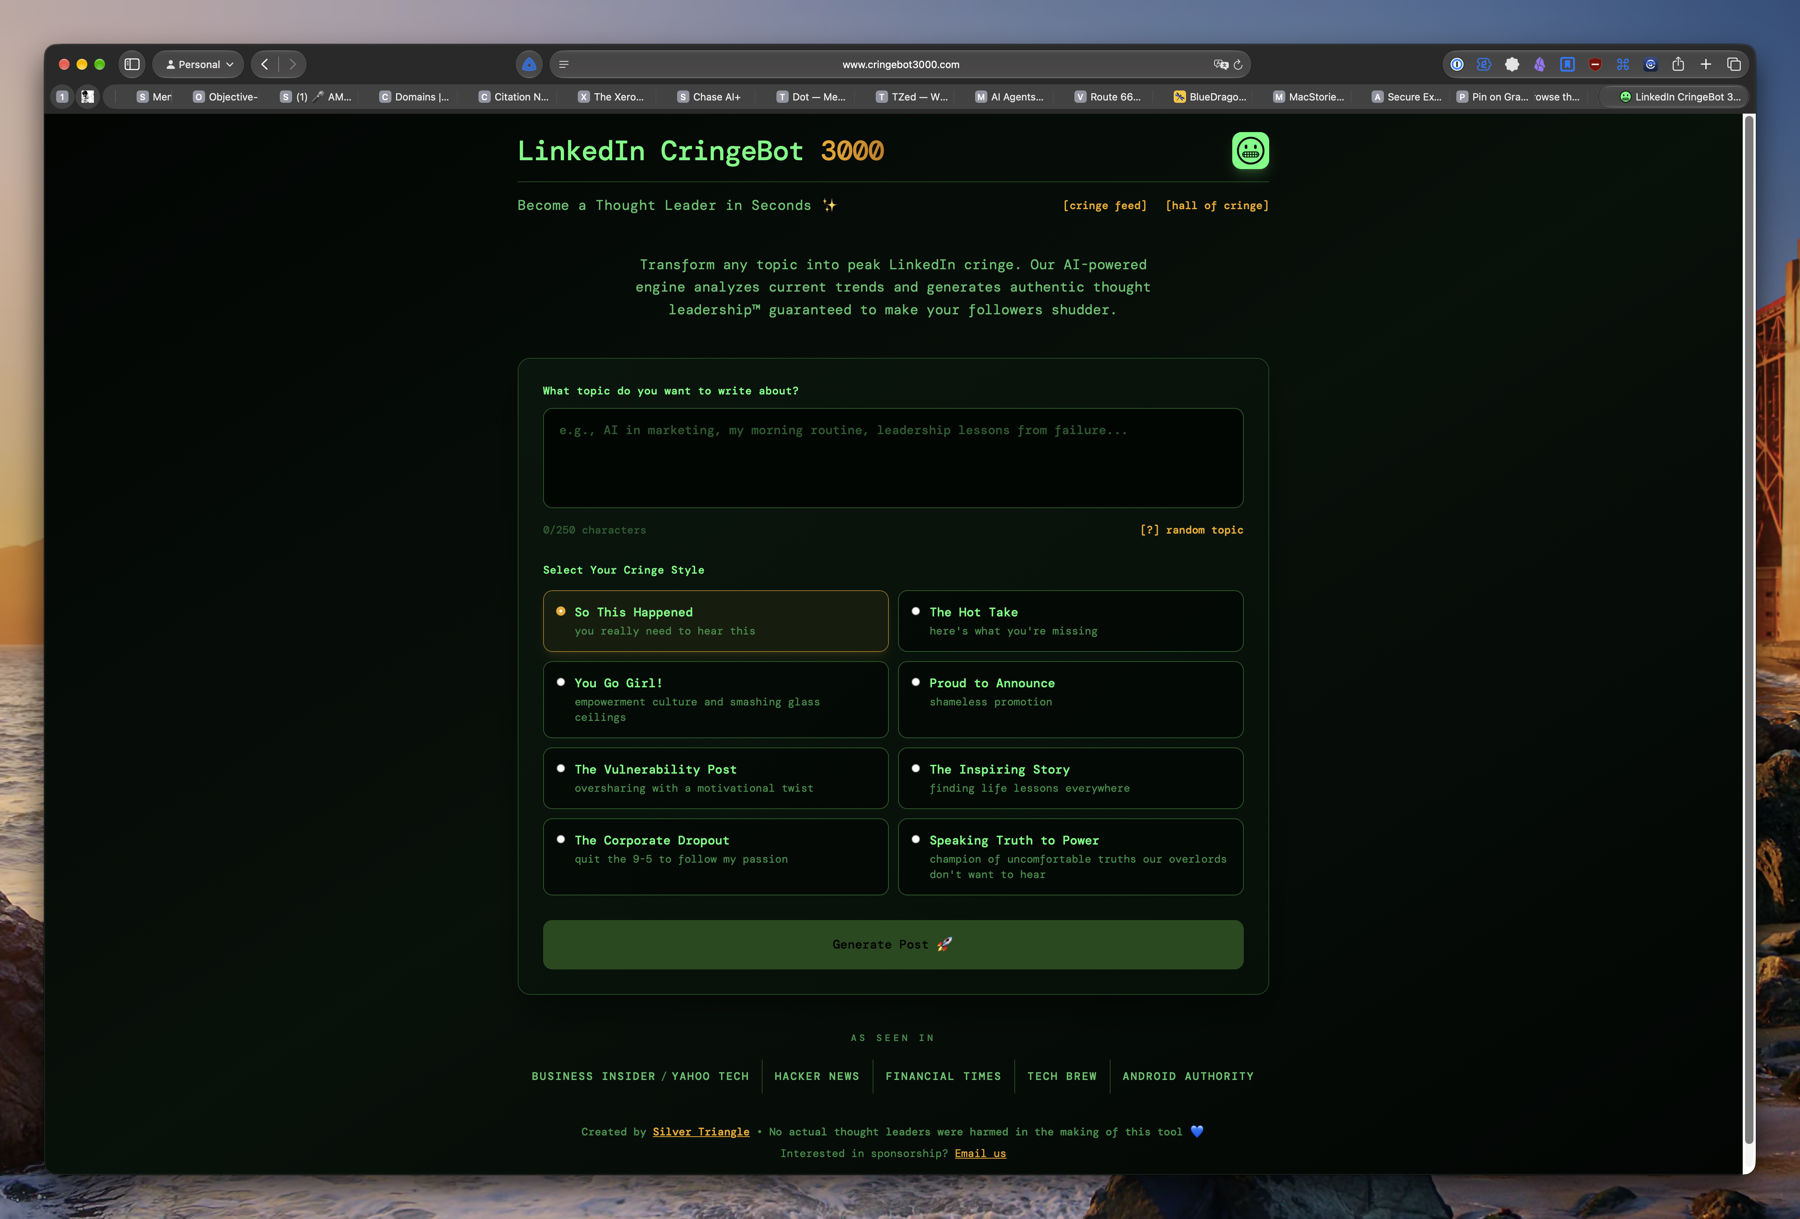 Personal
www.cringebot3000.com
1
S Mer
O Objective-
S (1) 🎤 AM...
C Domains |...
C Citation N...
X The Xero...
S Chase AI+
T Dot — Me...
T TZed — W...
M AI Agents...
V Route 66...
BlueDrago...
M MacStorie...
A Secure Ex...
P Pin on Gra...
owse th...
LinkedIn CringeBot 3...
LinkedIn CringeBot 3000
Become a Thought Leader in Seconds ✨
[cringe feed] [hall of cringe]
Transform any topic into peak LinkedIn cringe. Our AI-powered
engine analyzes current trends and generates authentic thought
leadership™ guaranteed to make your followers shudder.
What topic do you want to write about?
e.g., AI in marketing, my morning routine, leadership lessons from failure...
0/250 characters
[?] random topic
Select Your Cringe Style
So This Happened
you really need to hear this
The Hot Take
here's what you're missing
You Go Girl!
empowerment culture and smashing glass
ceilings
Proud to Announce
shameless promotion
The Vulnerability Post
oversharing with a motivational twist
The Inspiring Story
finding life lessons everywhere
The Corporate Dropout
quit the 9-5 to follow my passion
Speaking Truth to Power
champion of uncomfortable truths our overlords
don't want to hear
Generate Post 🚀
AS SEEN IN
BUSINESS INSIDER / YAHOO TECH
HACKER NEWS
FINANCIAL TIMES
TECH BREW
ANDROID AUTHORITY
Created by Silver Triangle • No actual thought leaders were harmed in the making of this tool 💙
Interested in sponsorship? Email us